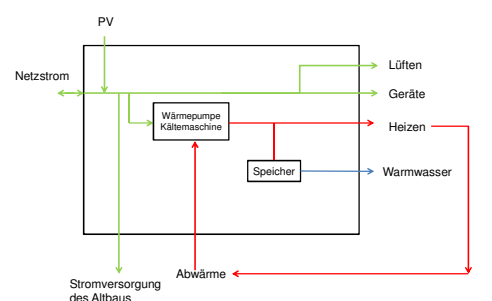 PV
Netzstrom
Lüften
Geräte
Wärmepumpe
Kältemaschine
Heizen
Speicher
Warmwasser
Abwärme
Stromversorgung
des Altbaus